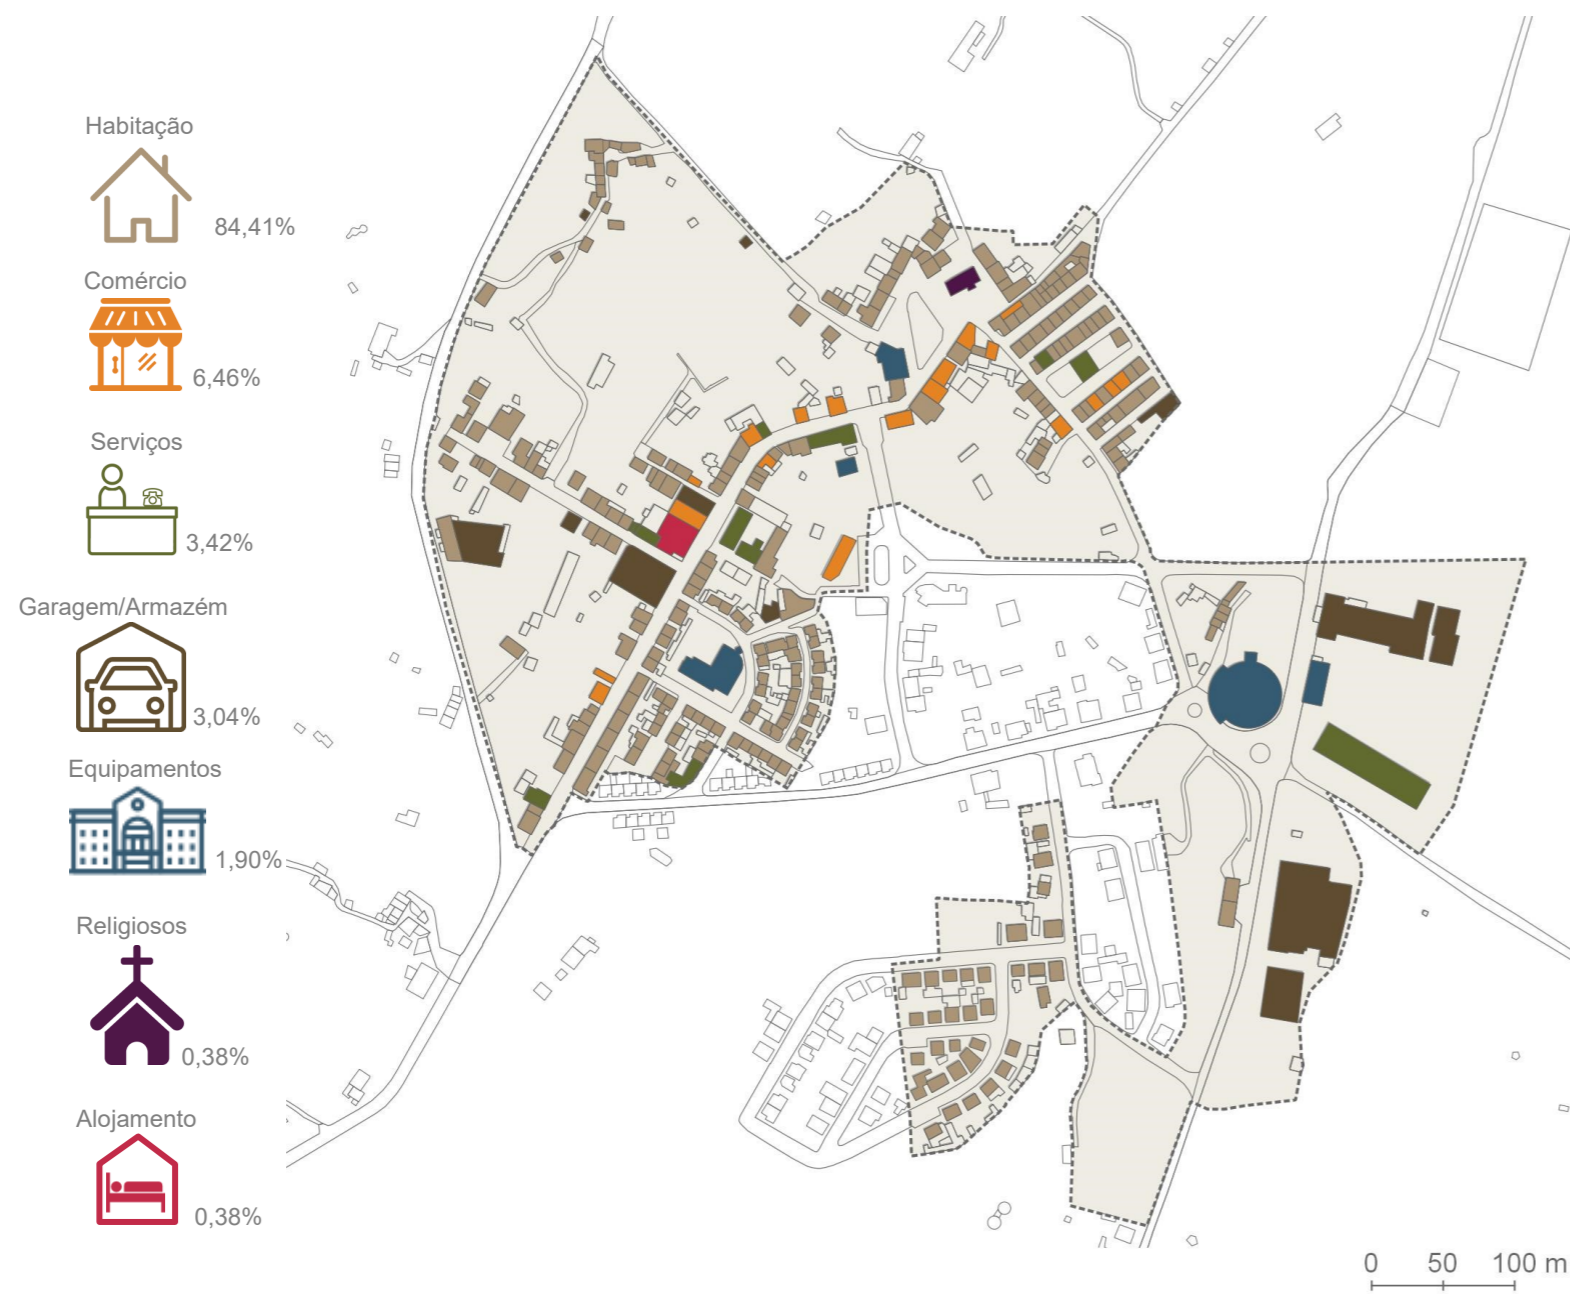 Habitação
84,41%
Comércio
6,46%
Serviços
3,42%
Garagem/Armazém
3,04%
Equipamentos
1,90%
Religiosos
0,38%
Alojamento
0,38%
0 50 100 m